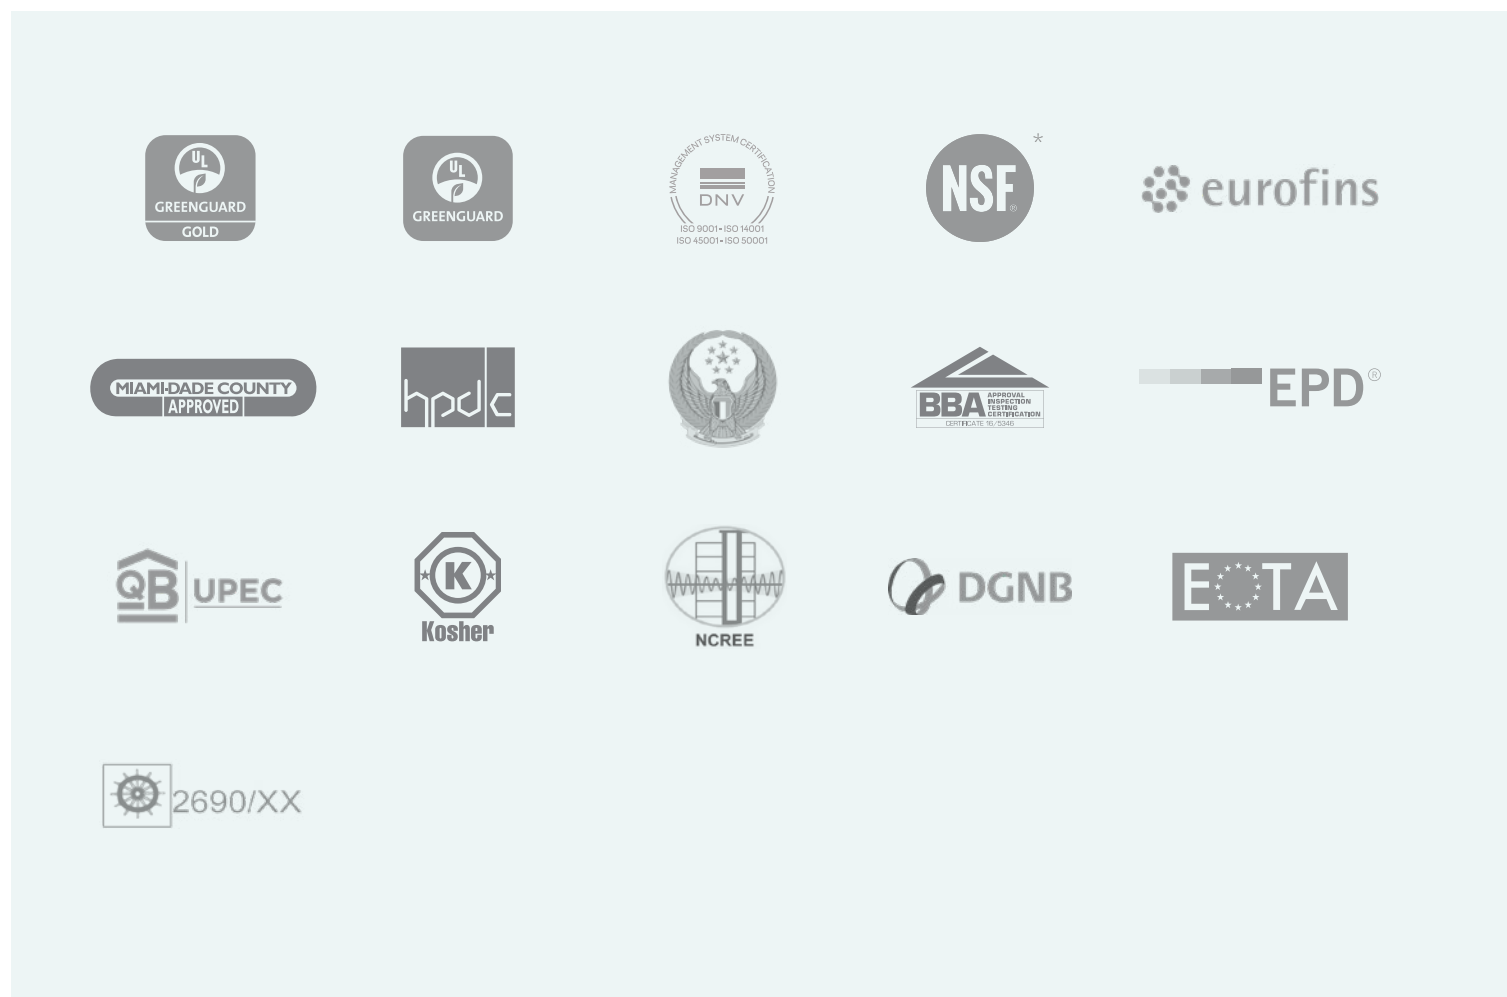 UL
GREENGUARD
GOLD
UL
GREENGUARD
MANAGEMENT SYSTEM CERTIFICATION
DNV
ISO 9001▪ISO 14001
ISO 45001▪ISO 50001
NSF®*
eurofins
MIAMI-DADE COUNTY
APPROVED
hpdc
BBA
APPROVAL
INSPECTION
TESTING
CERTIFICATION
CERTIFICATE 16/5346
EPD®
QB UPEC
K
Kosher
NCREE
DGNB
EOTA
2690/XX